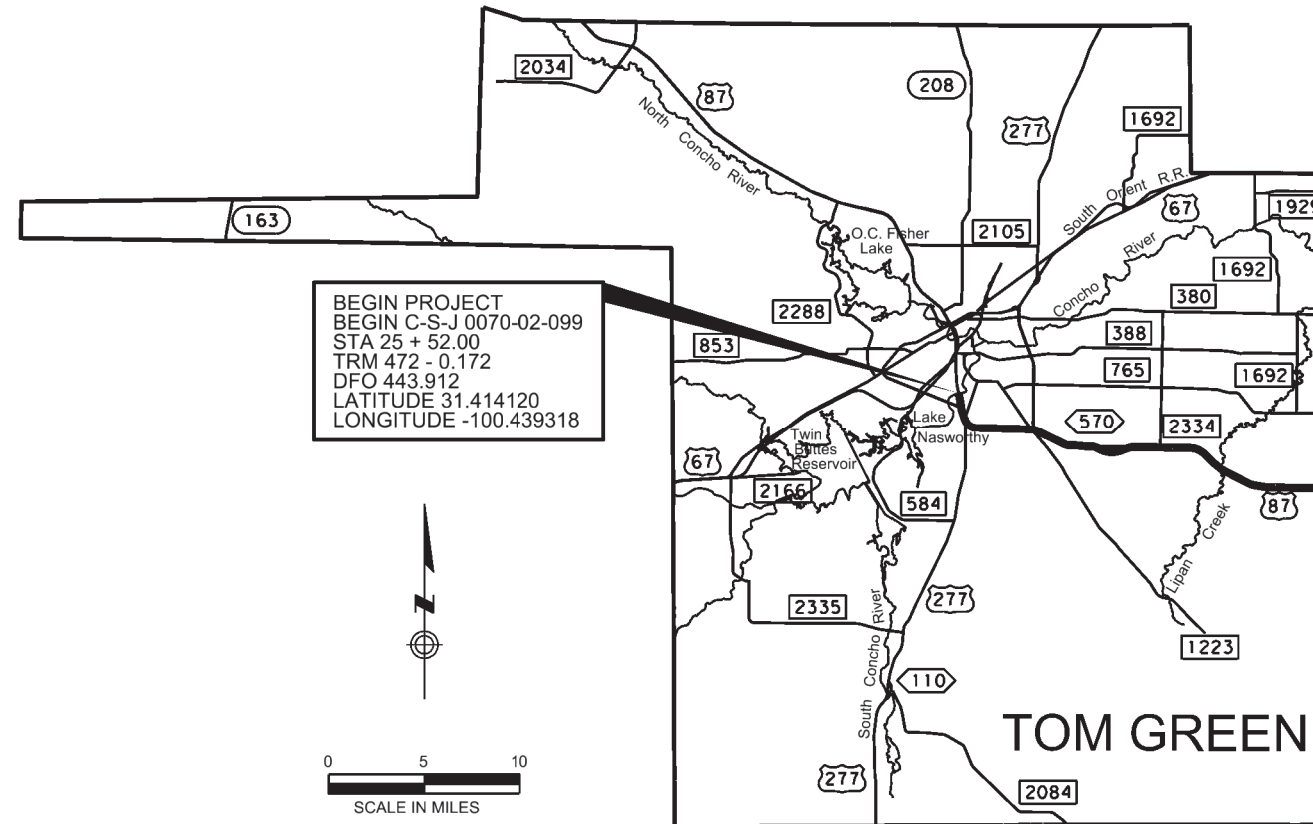 2034
87
208
277
1692
North Concho River
South Orient R.R.
67
163
O.C. Fisher
Lake
2105
1929
River
Concho
1692
380
BEGIN PROJECT
BEGIN C-S-J 0070-02-099
STA 25 + 52.00
TRM 472 - 0.172
DFO 443.912
LATITUDE 31.414120
LONGITUDE -100.439318
2288
388
853
765
1692
Lake
Nasworthy
570
2334
Twin
Buttes
Reservoir
67
2166
584
87
Lipan Creek
2335
South Concho River
277
1223
110
TOM GREEN
N
0 5 10
SCALE IN MILES
277
2084